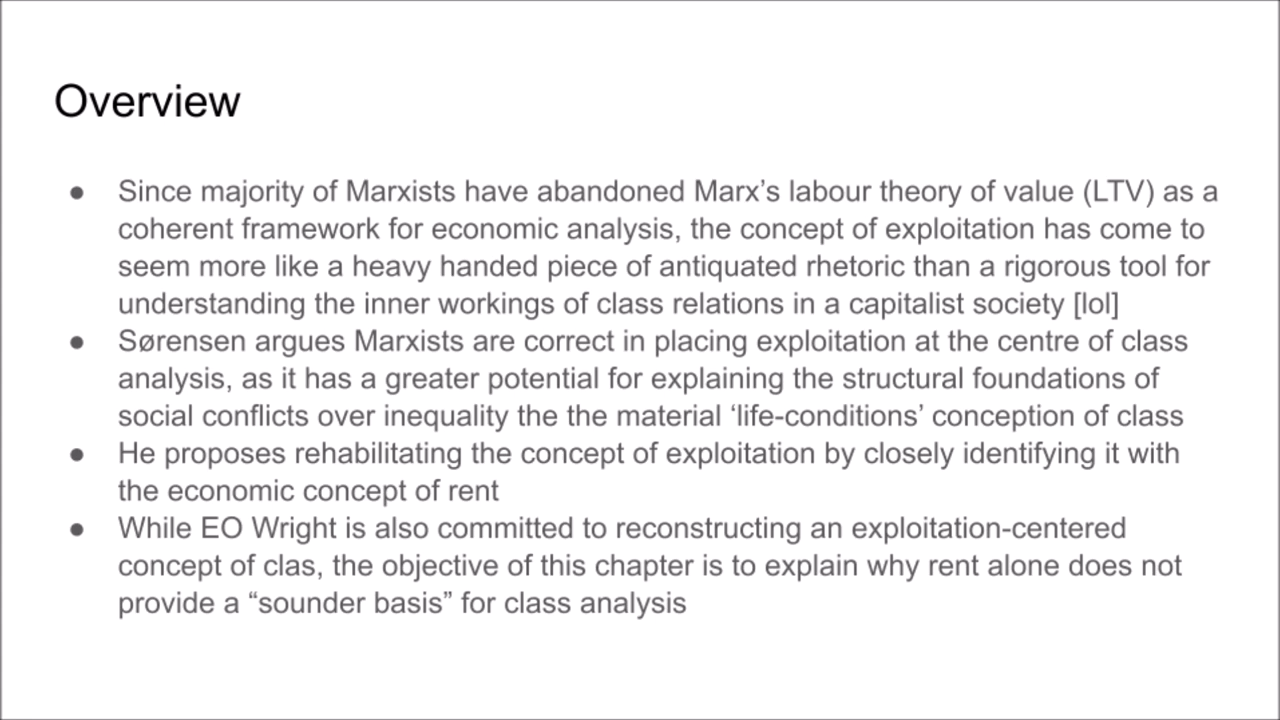 Overview
● Since majority of Marxists have abandoned Marx’s labour theory of value (LTV) as a
coherent framework for economic analysis, the concept of exploitation has come to
seem more like a heavy handed piece of antiquated rhetoric than a rigorous tool for
understanding the inner workings of class relations in a capitalist society [lol]
● Sørensen argues Marxists are correct in placing exploitation at the centre of class
analysis, as it has a greater potential for explaining the structural foundations of
social conflicts over inequality the the material ‘life-conditions’ conception of class
● He proposes rehabilitating the concept of exploitation by closely identifying it with
the economic concept of rent
● While EO Wright is also committed to reconstructing an exploitation-centered
concept of clas, the objective of this chapter is to explain why rent alone does not
provide a “sounder basis” for class analysis